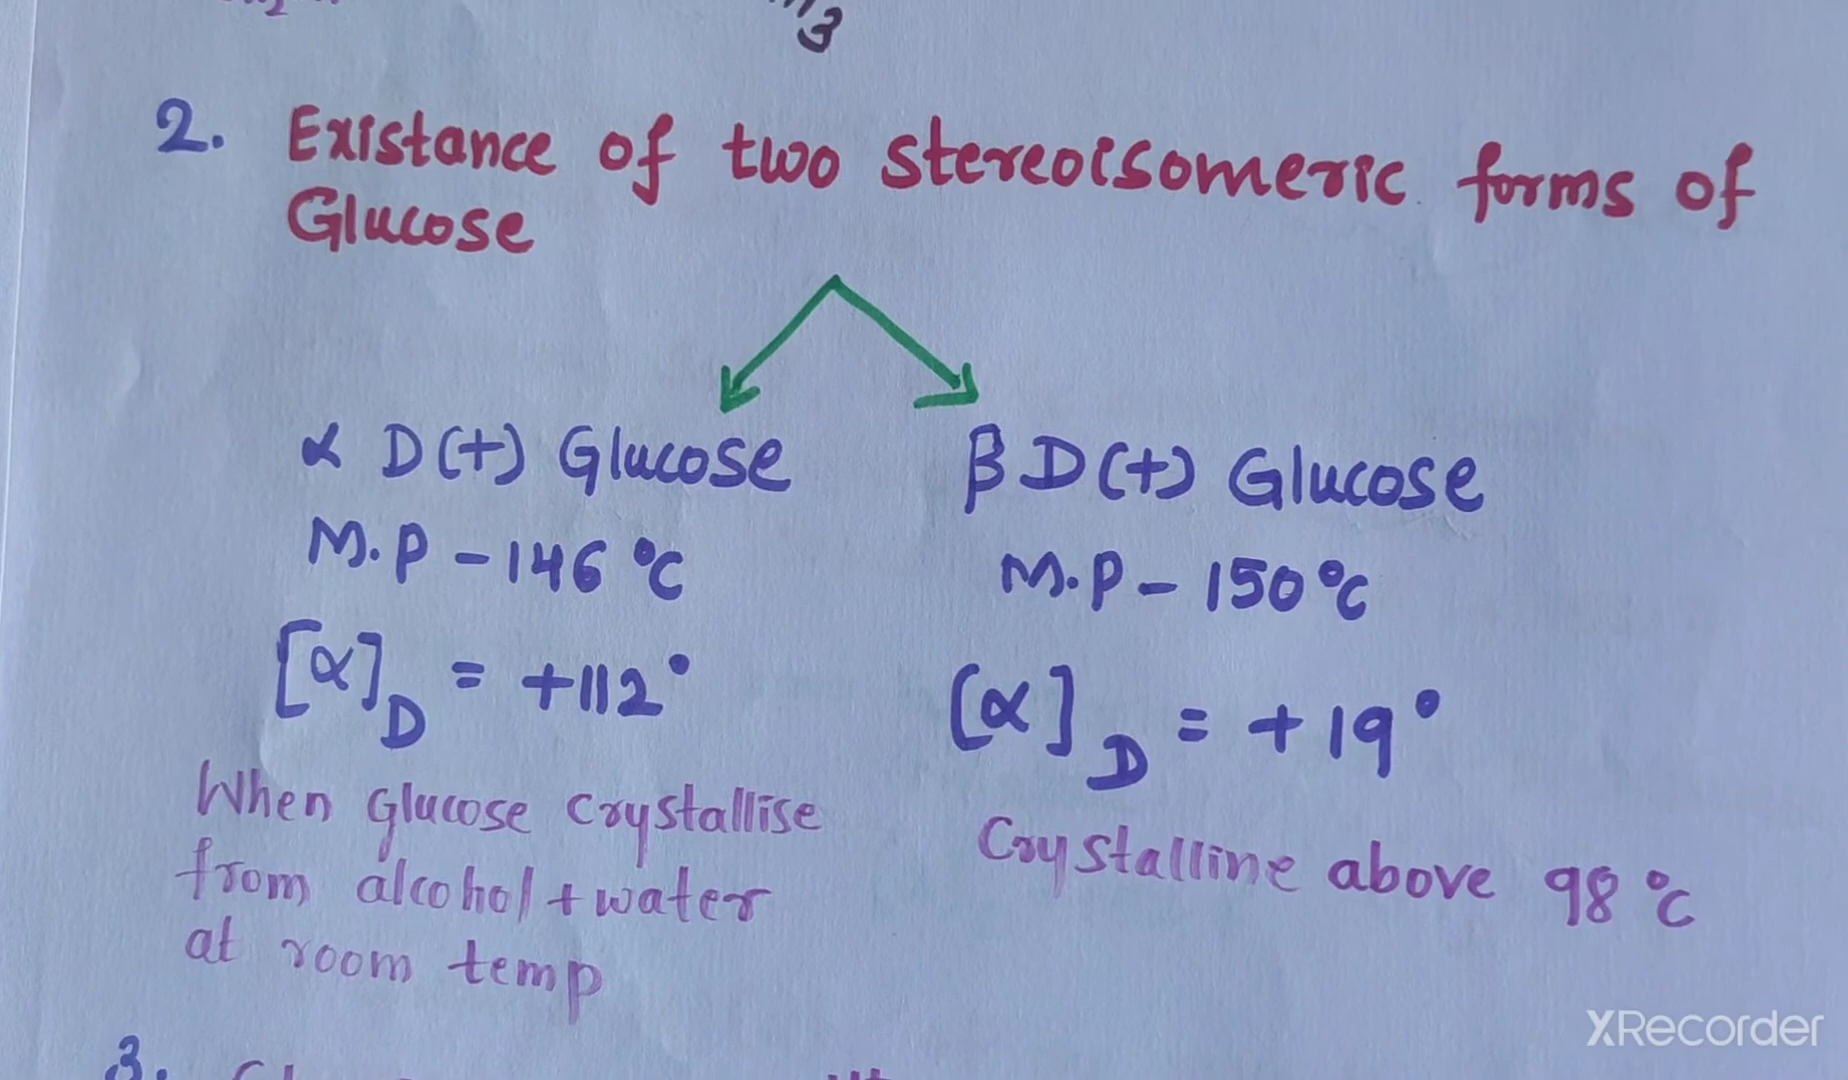 2. Existance of two stereoisomeric forms of
Glucose
α D(+) Glucose
M.P - 146 °C
[α]D = +112°
When glucose crystallise
from alcohol + water
at room temp
β D(+) Glucose
M.P - 150°C
[α]D = +19°
Crystalline above 98 °C
3.
XRecorder